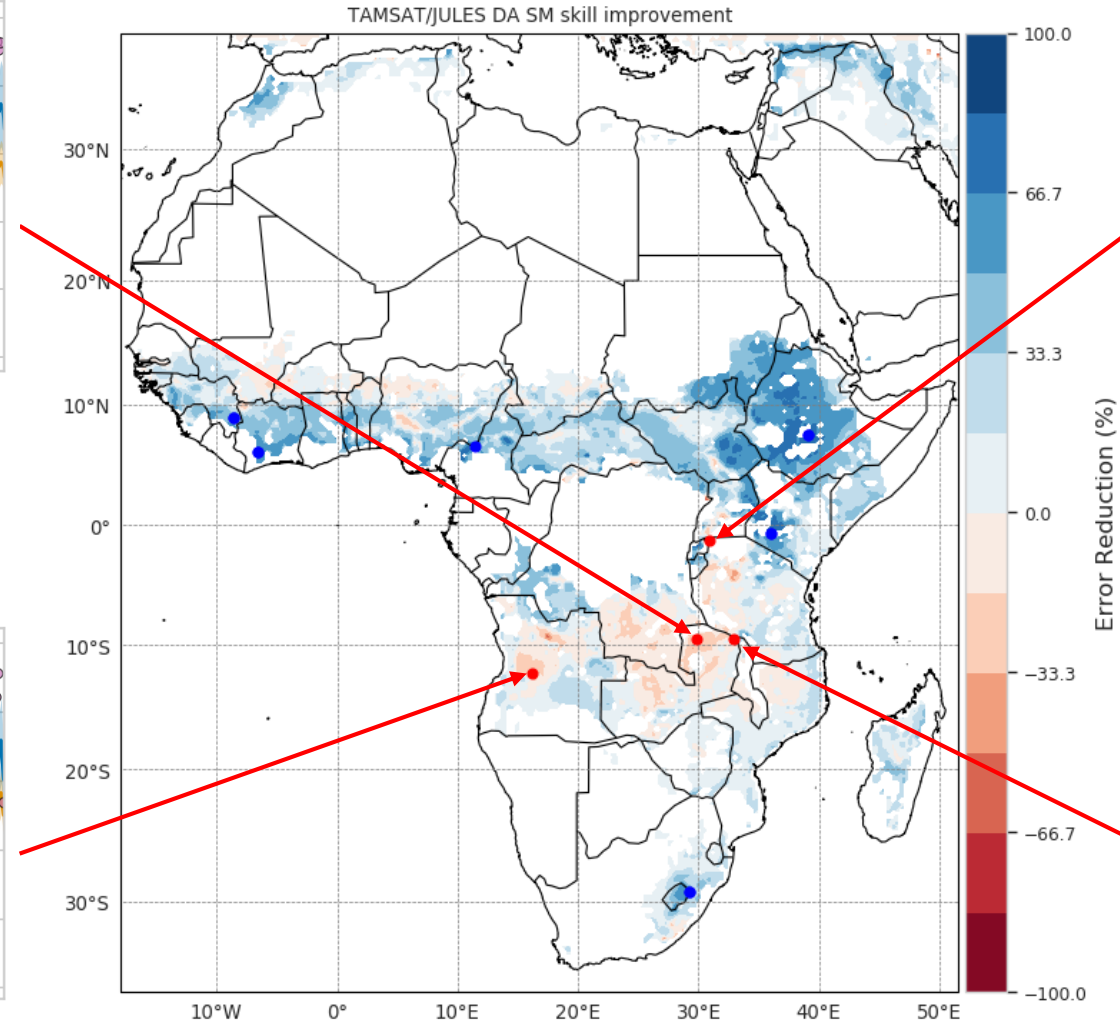 TAMSAT/JULES DA SM skill improvement
30°N
20°N
10°N
0°
10°S
20°S
30°S
10°W 0° 10°E 20°E 30°E 40°E 50°E
100.0
66.7
33.3
0.0
−33.3
−66.7
−100.0
Error Reduction (%)